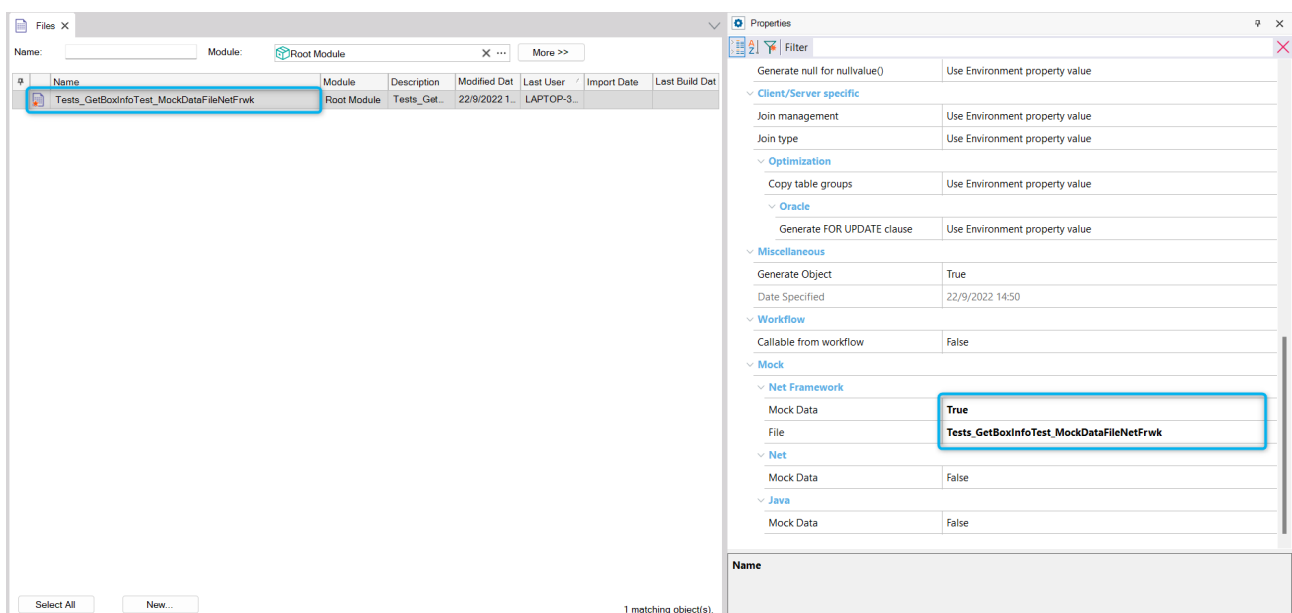 Files
Name:
Module:
Root Module
...
More >>
Name Module Description Modified Dat Last User Import Date Last Build Dat
Tests_GetBoxInfoTest_MockDataFileNetFrwk Root Module Tests_Get... 22/9/2022 1... LAPTOP-3...
Select All
New...
1 matching object(s).
Properties
Filter
Generate null for nullvalue() Use Environment property value
Client/Server specific
Join management Use Environment property value
Join type Use Environment property value
Optimization
Copy table groups Use Environment property value
Oracle
Generate FOR UPDATE clause Use Environment property value
Miscellaneous
Generate Object True
Date Specified 22/9/2022 14:50
Workflow
Callable from workflow False
Mock
Net Framework
Mock Data True
File Tests_GetBoxInfoTest_MockDataFileNetFrwk
Net
Mock Data False
Java
Mock Data False
Name